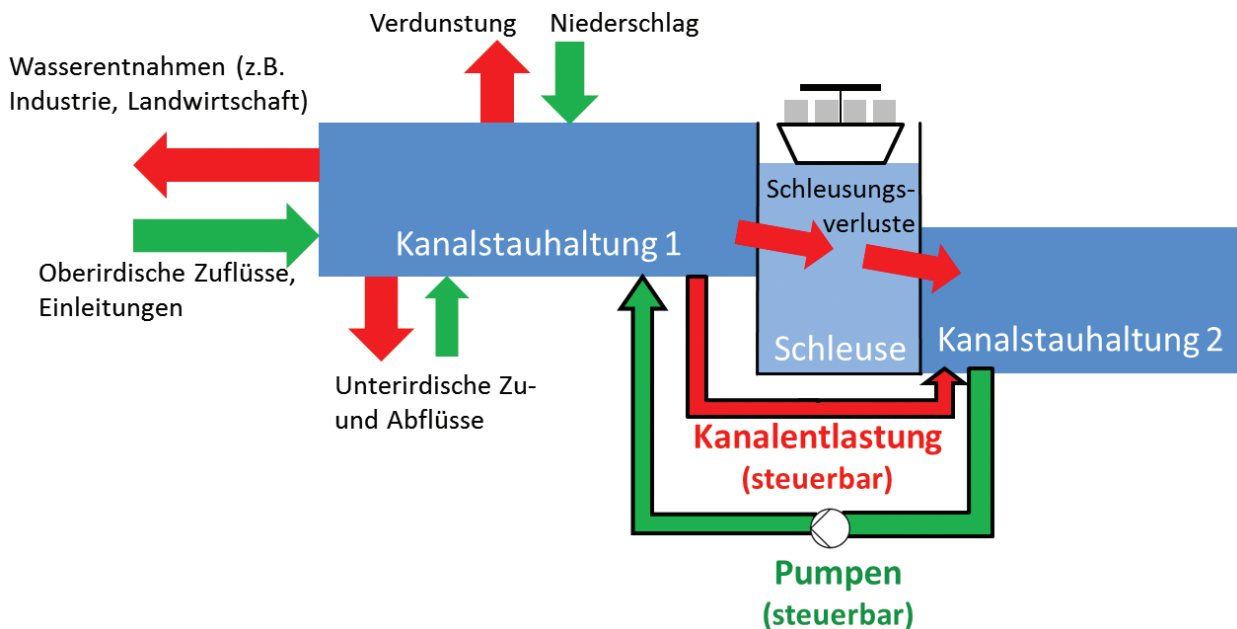 Verdunstung
Niederschlag
Wasserentnahmen (z.B.
Industrie, Landwirtschaft)
Schleusungs-
verluste
Kanalstauhaltung 1
Oberirdische Zuflüsse,
Einleitungen
Schleuse
Kanalstauhaltung 2
Unterirdische Zu-
und Abflüsse
Kanalentlastung
(steuerbar)
Pumpen
(steuerbar)